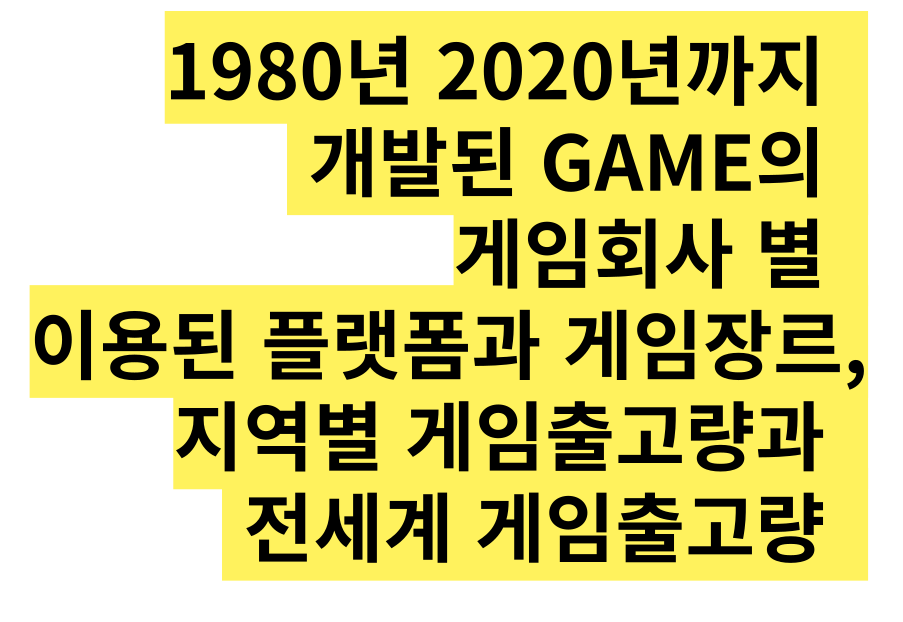 1980년 2020년까지
개발된 GAME의
게임회사 별
이용된 플랫폼과 게임장르,
지역별 게임출고량과
전세계 게임출고량